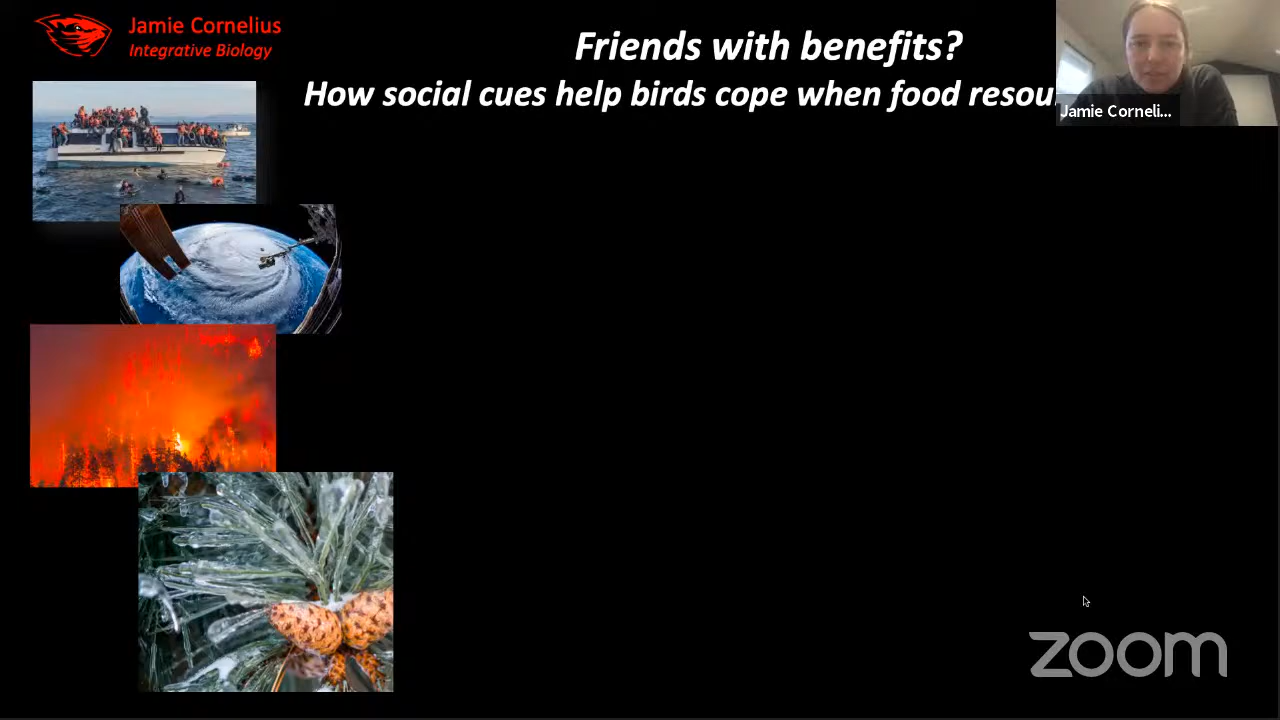 Jamie Cornelius
Integrative Biology
Friends with benefits?
How social cues help birds cope when food resou
Jamie Corneli...
zoom